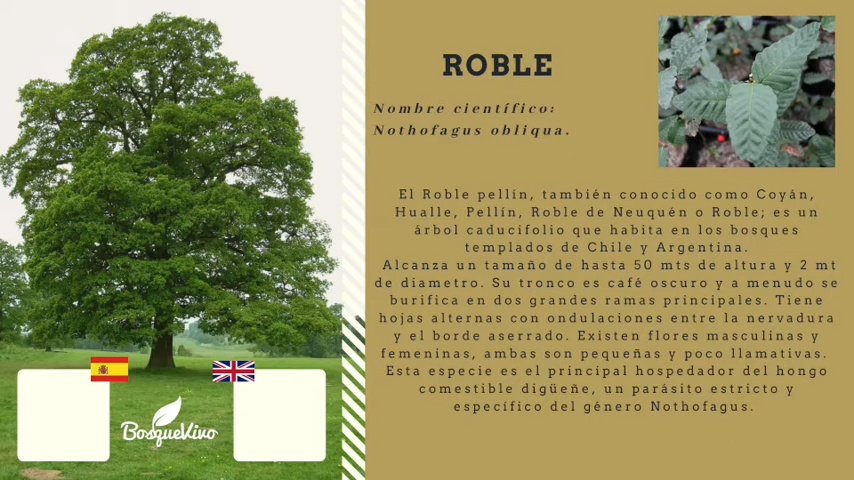 ROBLE
Nombre científico:
Nothofagus obliqua.
El Roble pellín, también conocido como Coyán,
Hualle, Pellín, Roble de Neuquén o Roble; es un
árbol caducifolio que habita en los bosques
templados de Chile y Argentina.
Alcanza un tamaño de hasta 50 mts de altura y 2 mt
de diametro. Su tronco es café oscuro y a menudo se
burifica en dos grandes ramas principales. Tiene
hojas alternas con ondulaciones entre la nervadura
y el borde aserrado. Existen flores masculinas y
femeninas, ambas son pequeñas y poco llamativas.
Esta especie es el principal hospedador del hongo
comestible digüeñe, un parásito estricto y
específico del género Nothofagus.
BosqueVivo